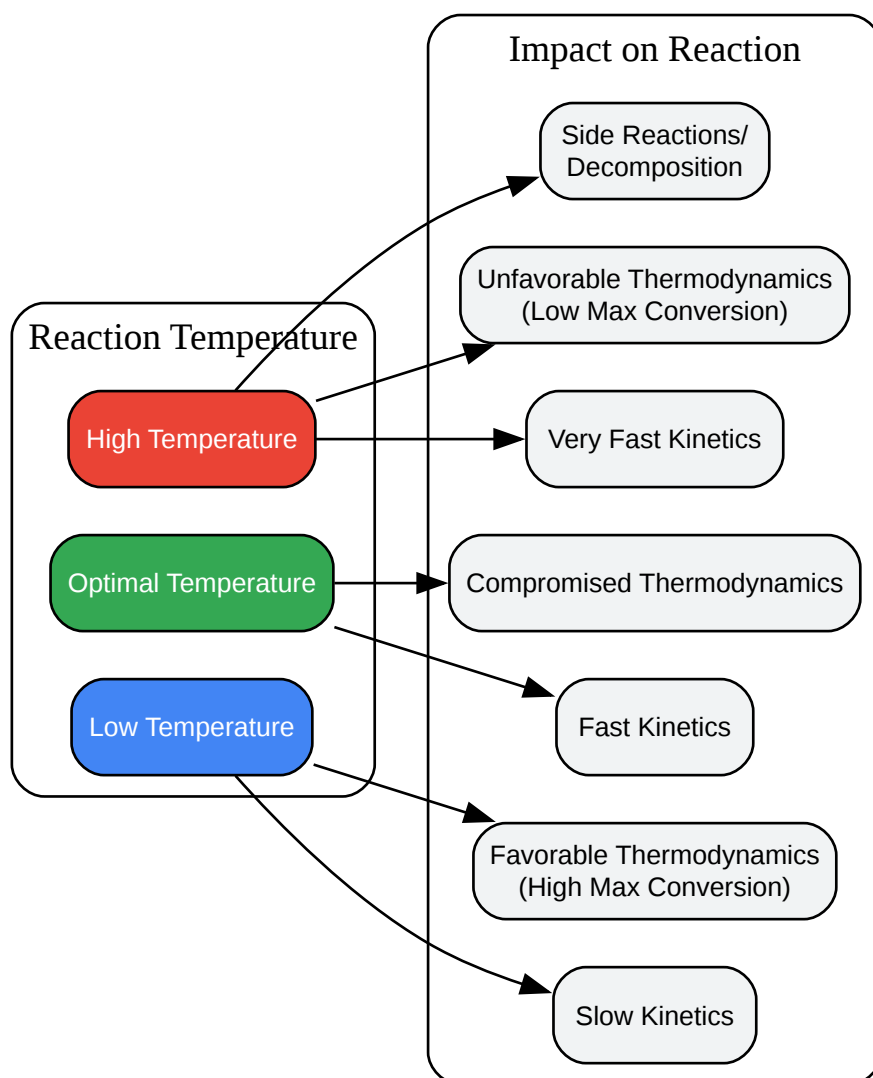 Impact on Reaction
Side Reactions/
Decomposition
Unfavorable Thermodynamics
(Low Max Conversion)
Reaction Temperature
High Temperature
Very Fast Kinetics
Optimal Temperature
Compromised Thermodynamics
Low Temperature
Fast Kinetics
Favorable Thermodynamics
(High Max Conversion)
Slow Kinetics